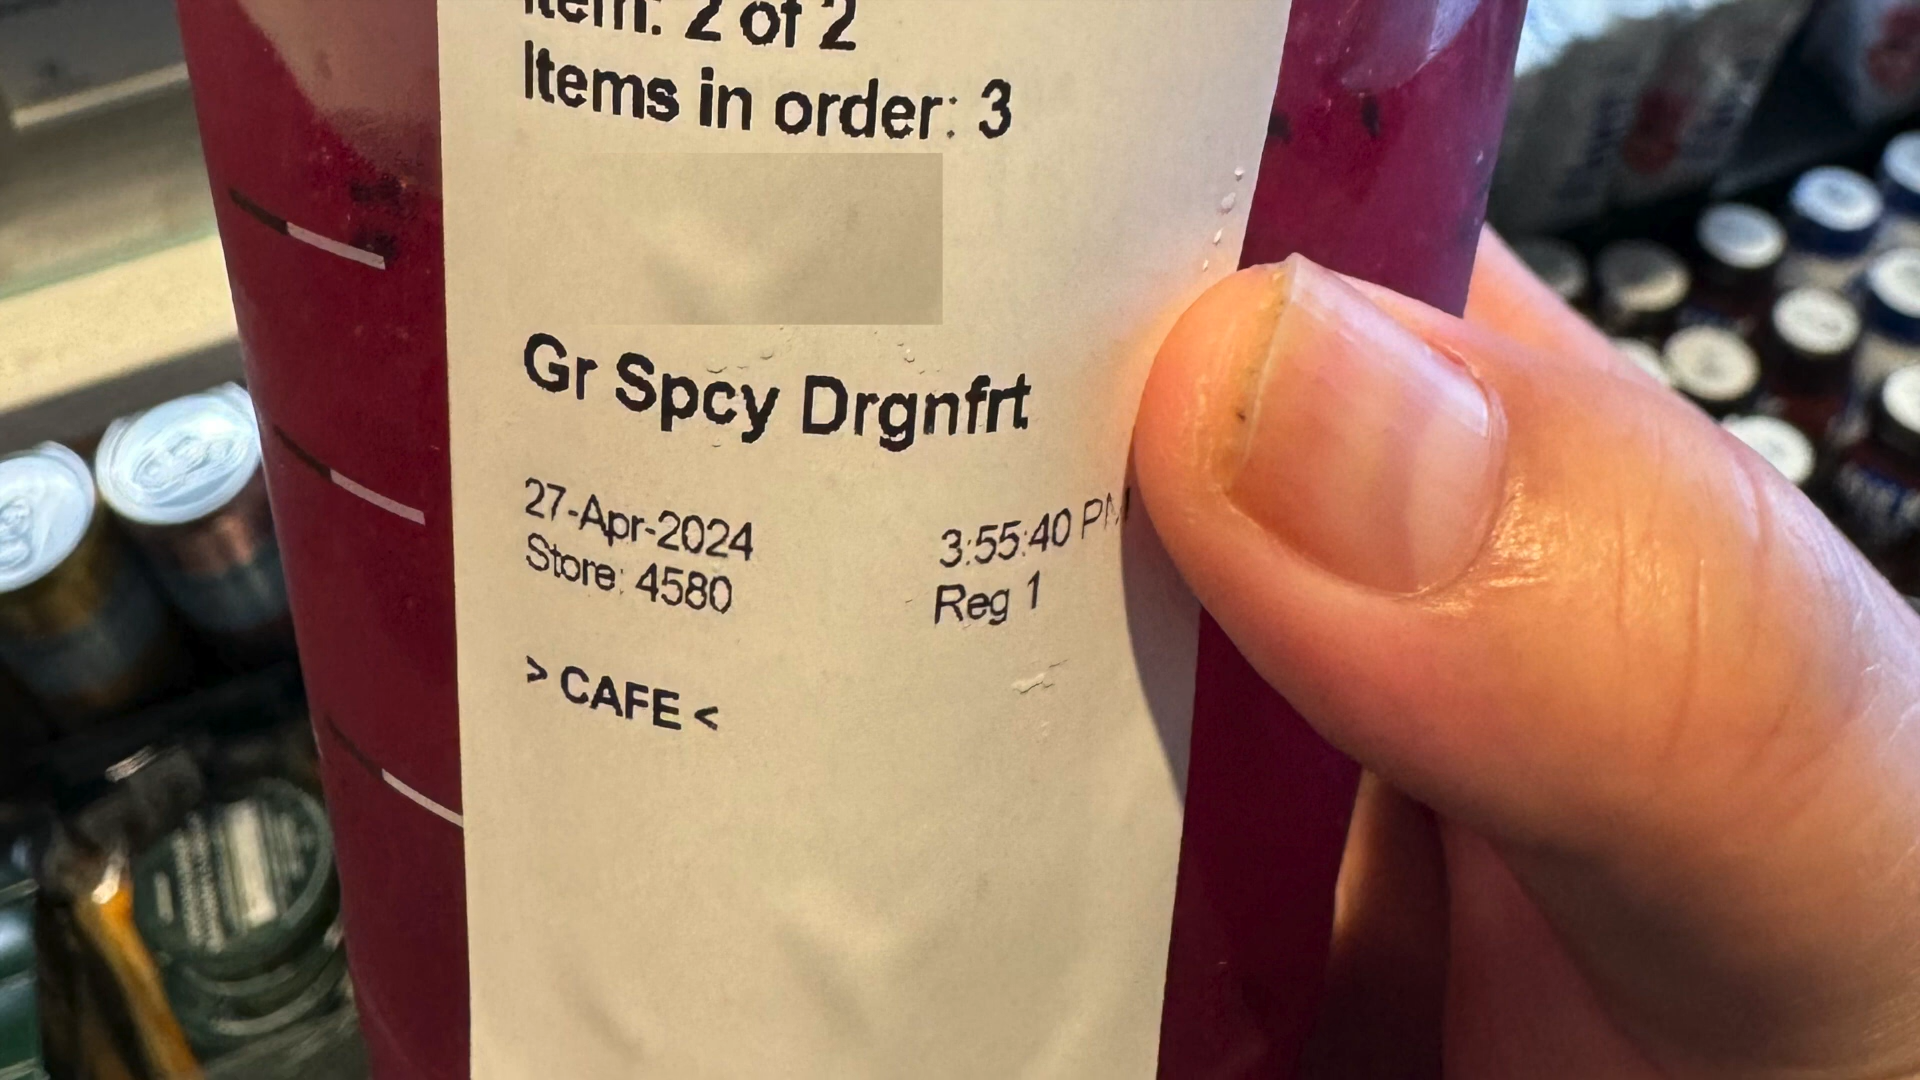 Item: 2 of 2
Items in order: 3
Gr Spcy Drgnfrt
27-Apr-2024 3:55:40 PM
Store: 4580 Reg 1
> CAFE <